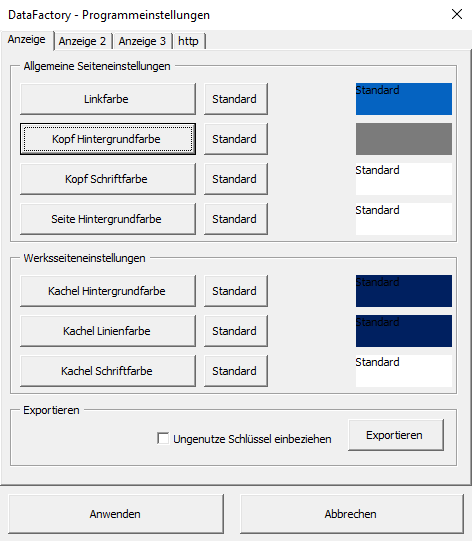 DataFactory - Programmeinstellungen
Anzeige Anzeige 2 Anzeige 3 http
Allgemeine Seiteneinstellungen
Linkfarbe Standard Standard
Kopf Hintergrundfarbe Standard
Kopf Schriftfarbe Standard Standard
Seite Hintergrundfarbe Standard Standard
Werksseiteneinstellungen
Kachel Hintergrundfarbe Standard Standard
Kachel Linienfarbe Standard Standard
Kachel Schriftfarbe Standard Standard
Exportieren
Ungenutze Schlüssel einbeziehen Exportieren
Anwenden Abbrechen